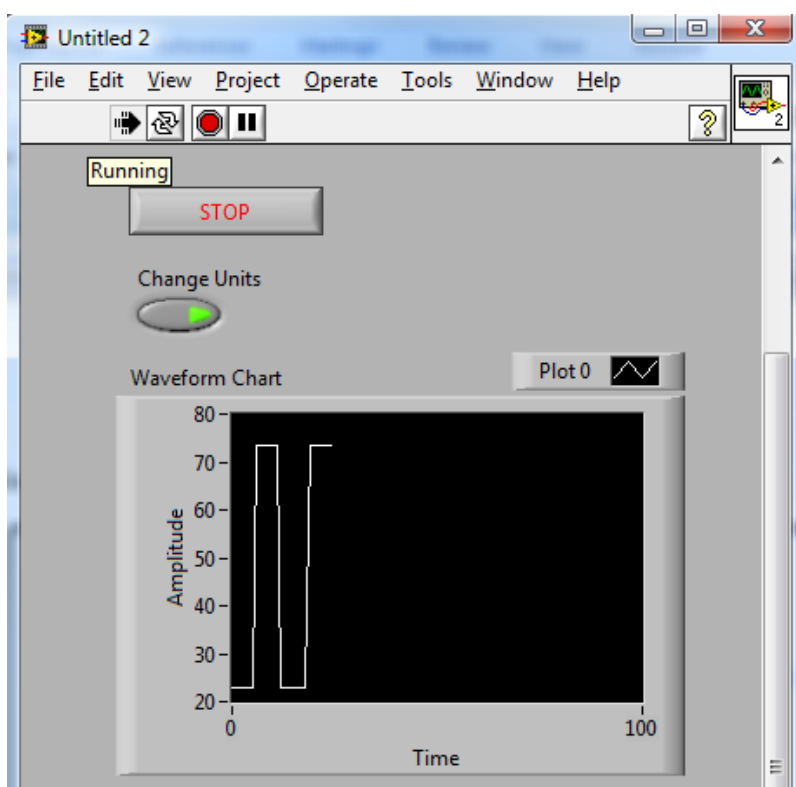 Untitled 2
File Edit View Project Operate Tools Window Help
?
2
Running
STOP
Change Units
Plot 0
Waveform Chart
80
70
60
50
40
30
20
Amplitude
0 100
Time